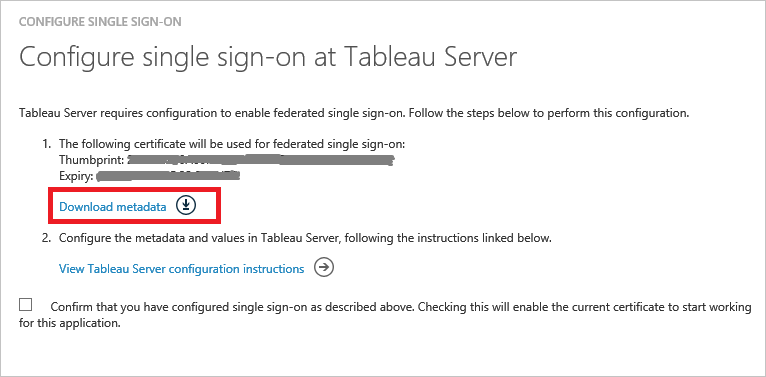 CONFIGURE SINGLE SIGN-ON
Configure single sign-on at Tableau Server
Tableau Server requires configuration to enable federated single sign-on. Follow the steps below to perform this configuration.
1. The following certificate will be used for federated single sign-on:
Thumbprint:
Expiry:
Download metadata
2. Configure the metadata and values in Tableau Server, following the instructions linked below.
View Tableau Server configuration instructions
Confirm that you have configured single sign-on as described above. Checking this will enable the current certificate to start working
for this application.